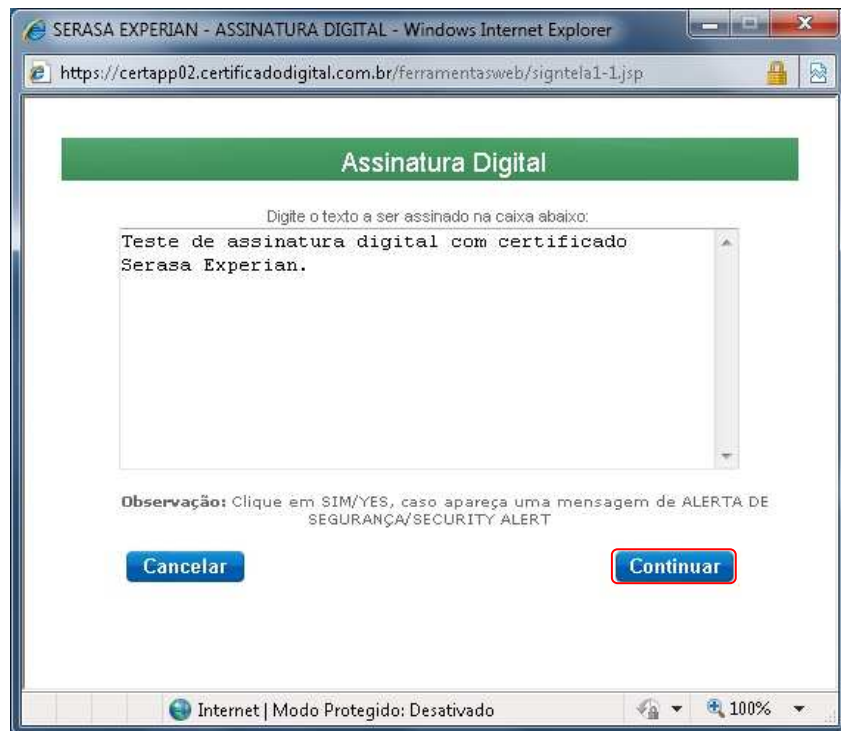 SERASA EXPERIAN - ASSINATURA DIGITAL - Windows Internet Explorer
https://certapp02.certificadodigital.com.br/ferramentasweb/signtela1-1.jsp
Assinatura Digital
Digite o texto a ser assinado na caixa abaixo:
Teste de assinatura digital com certificado
Serasa Experian.
Observação: Clique em SIM/YES, caso apareça uma mensagem de ALERTA DE
SEGURANÇA/SECURITY ALERT
Cancelar
Continuar
Internet | Modo Protegido: Desativado
100%